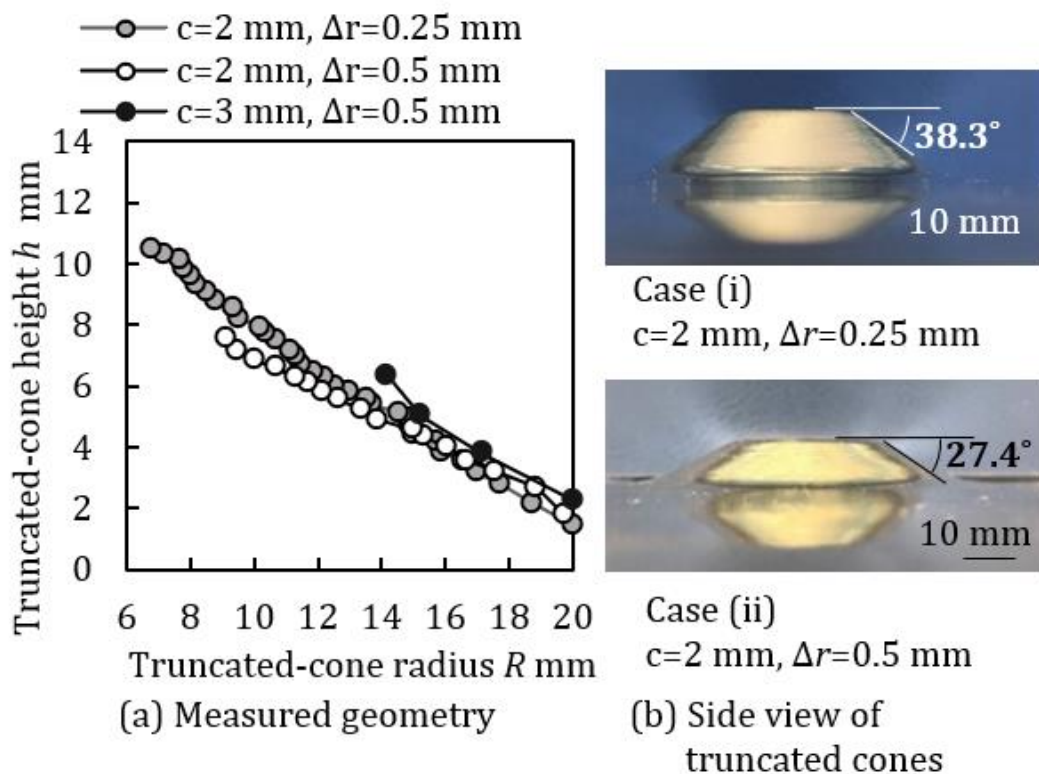 c=2 mm, Δr=0.25 mm
c=2 mm, Δr=0.5 mm
c=3 mm, Δr=0.5 mm
Truncated-cone height h mm
14
12
10
8
6
4
2
0
6 8 10 12 14 16 18 20
Truncated-cone radius R mm
(a) Measured geometry
38.3°
10 mm
Case (i)
c=2 mm, Δr=0.25 mm
27.4°
10 mm
Case (ii)
c=2 mm, Δr=0.5 mm
(b) Side view of
truncated cones